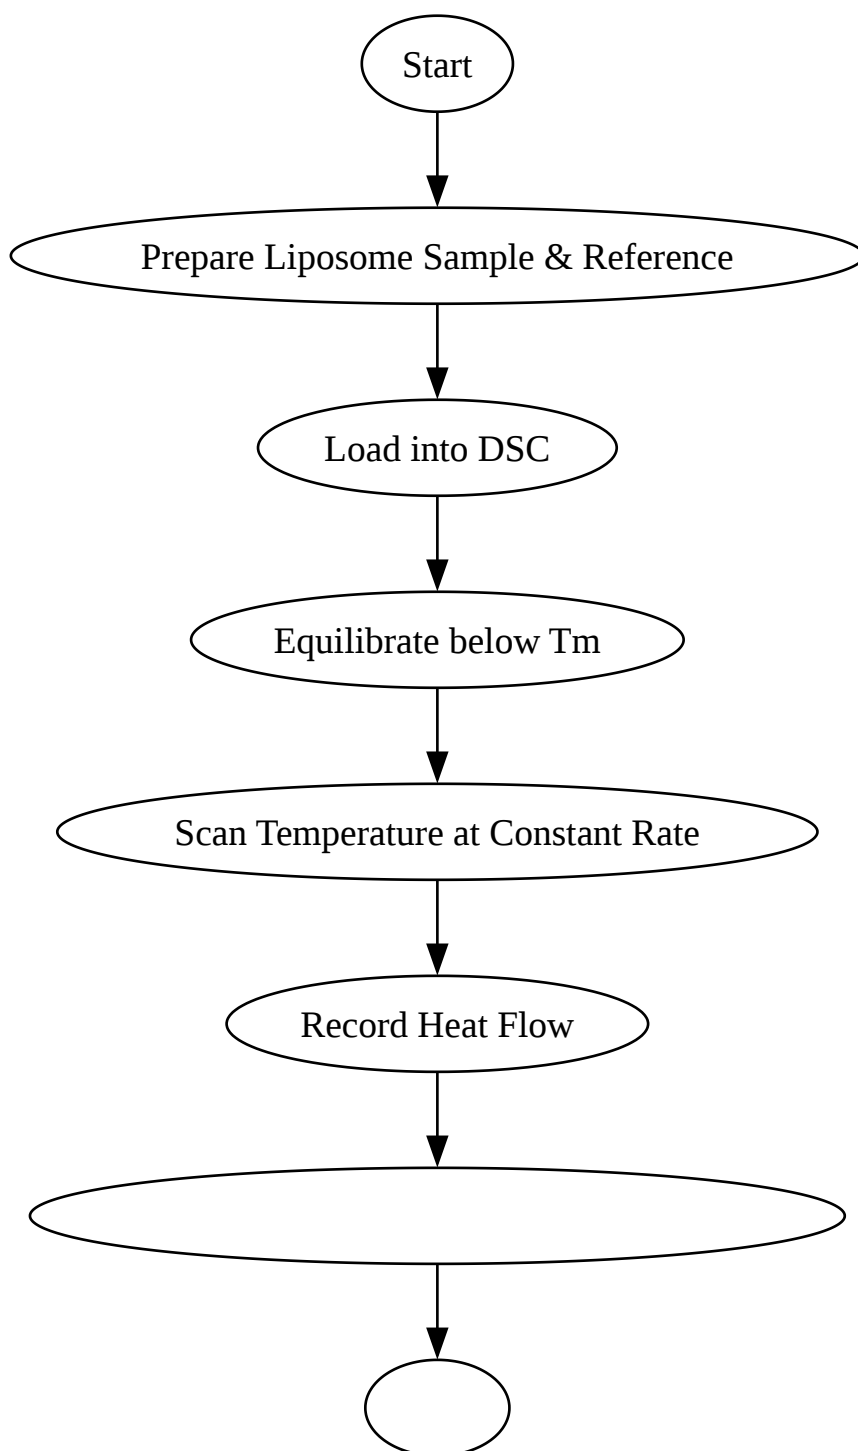 Start
Prepare Liposome Sample & Reference
Load into DSC
Equilibrate below Tm
Scan Temperature at Constant Rate
Record Heat Flow